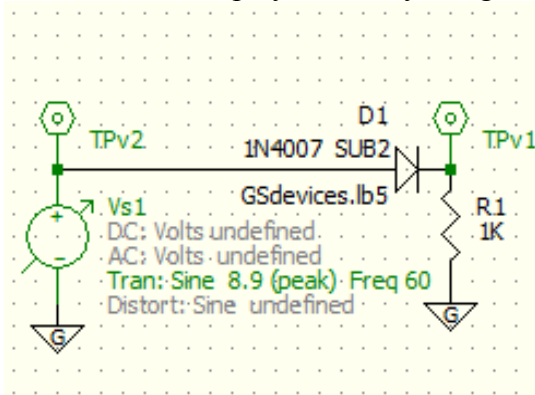 D1
TPv2
TPv1
1N4007 SUB2
GSdevices.lb5
Vs1
R1
DC: Volts undefined
1K
AC: Volts undefined
Tran: Sine 8.9 (peak) Freq 60
Distort: Sine undefined
G
G